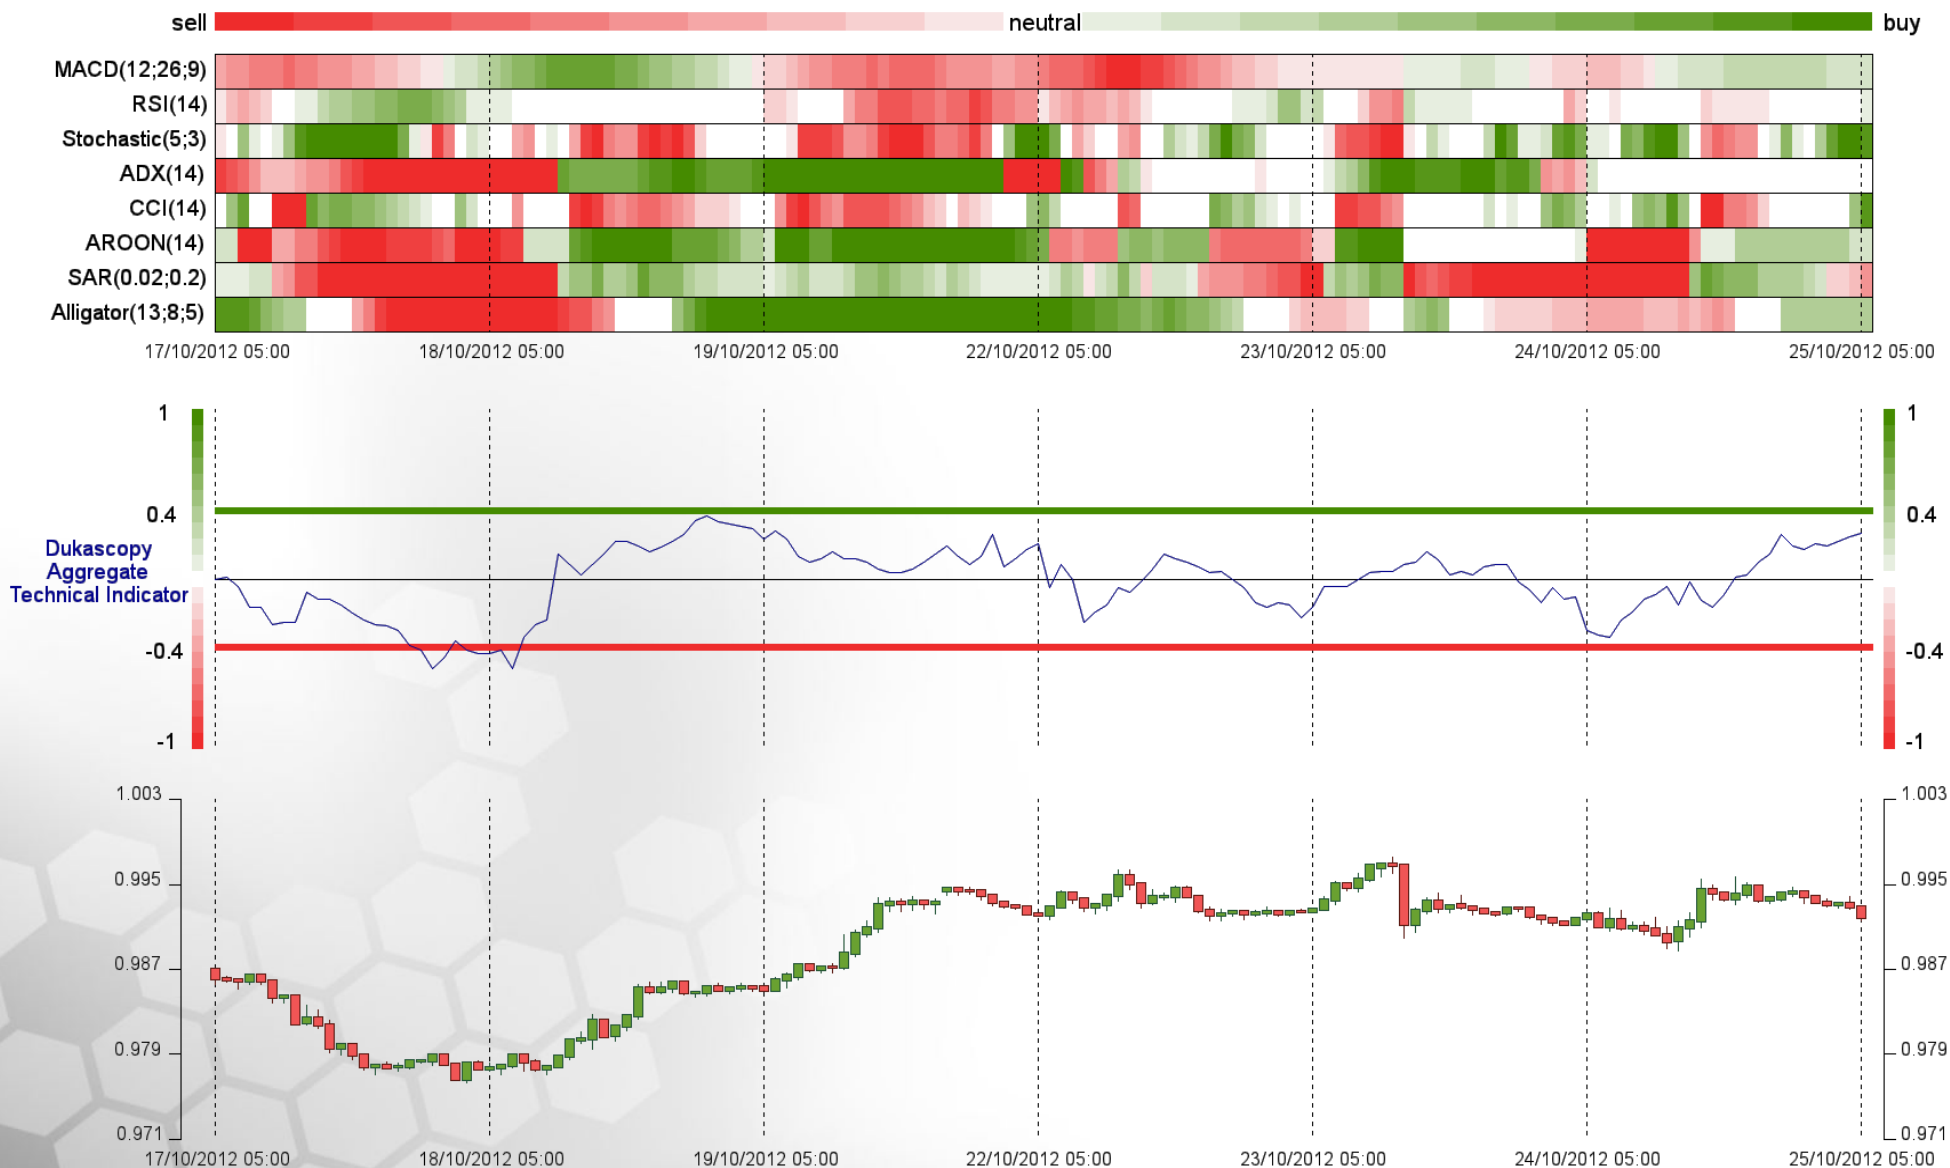 sell neutral buy
MACD(12;26;9)
RSI(14)
Stochastic(5;3)
ADX(14)
CCI(14)
AROON(14)
SAR(0.02;0.2)
Alligator(13;8;5)
17/10/2012 05:00 18/10/2012 05:00 19/10/2012 05:00 22/10/2012 05:00 23/10/2012 05:00 24/10/2012 05:00 25/10/2012 05:00
1 1
0.4 0.4
Dukascopy
Aggregate
Technical Indicator
-0.4 -0.4
-1 -1
1.003 1.003
0.995 0.995
0.987 0.987
0.979 0.979
0.971 0.971
17/10/2012 05:00 18/10/2012 05:00 19/10/2012 05:00 22/10/2012 05:00 23/10/2012 05:00 24/10/2012 05:00 25/10/2012 05:00